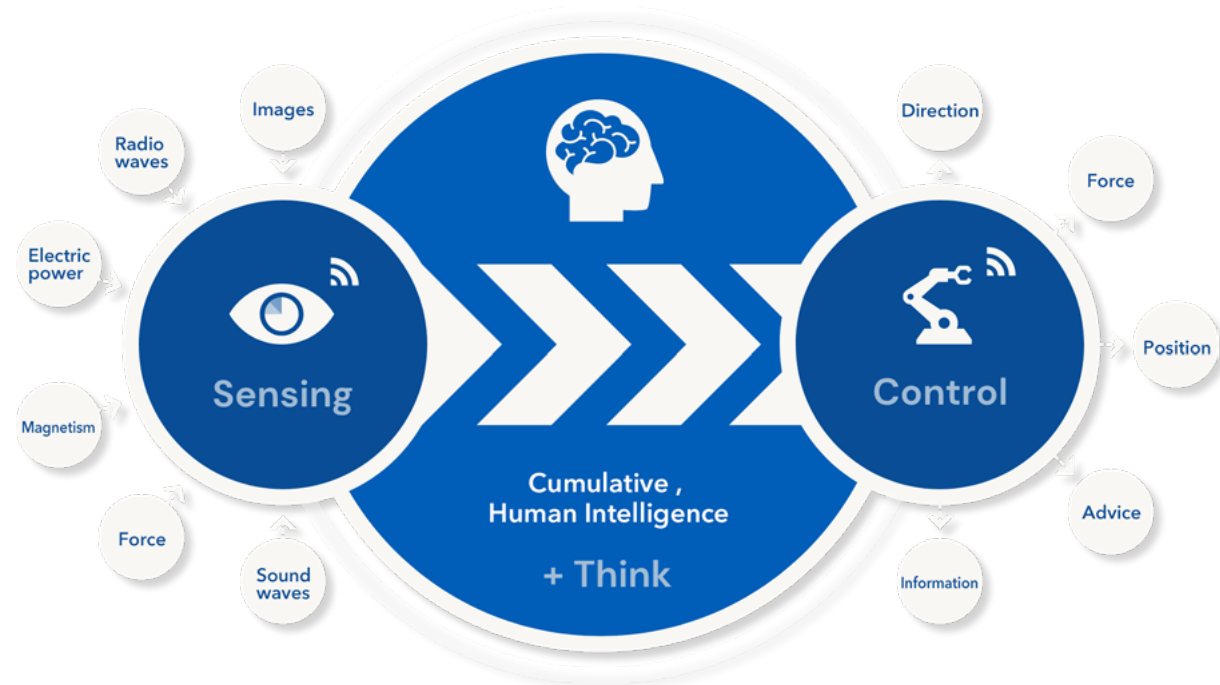 Images
Radio
waves
Electric
power
Magnetism
Force
Sound
waves
Sensing
Cumulative ,
Human Intelligence
+ Think
Control
Direction
Force
Position
Advice
Information